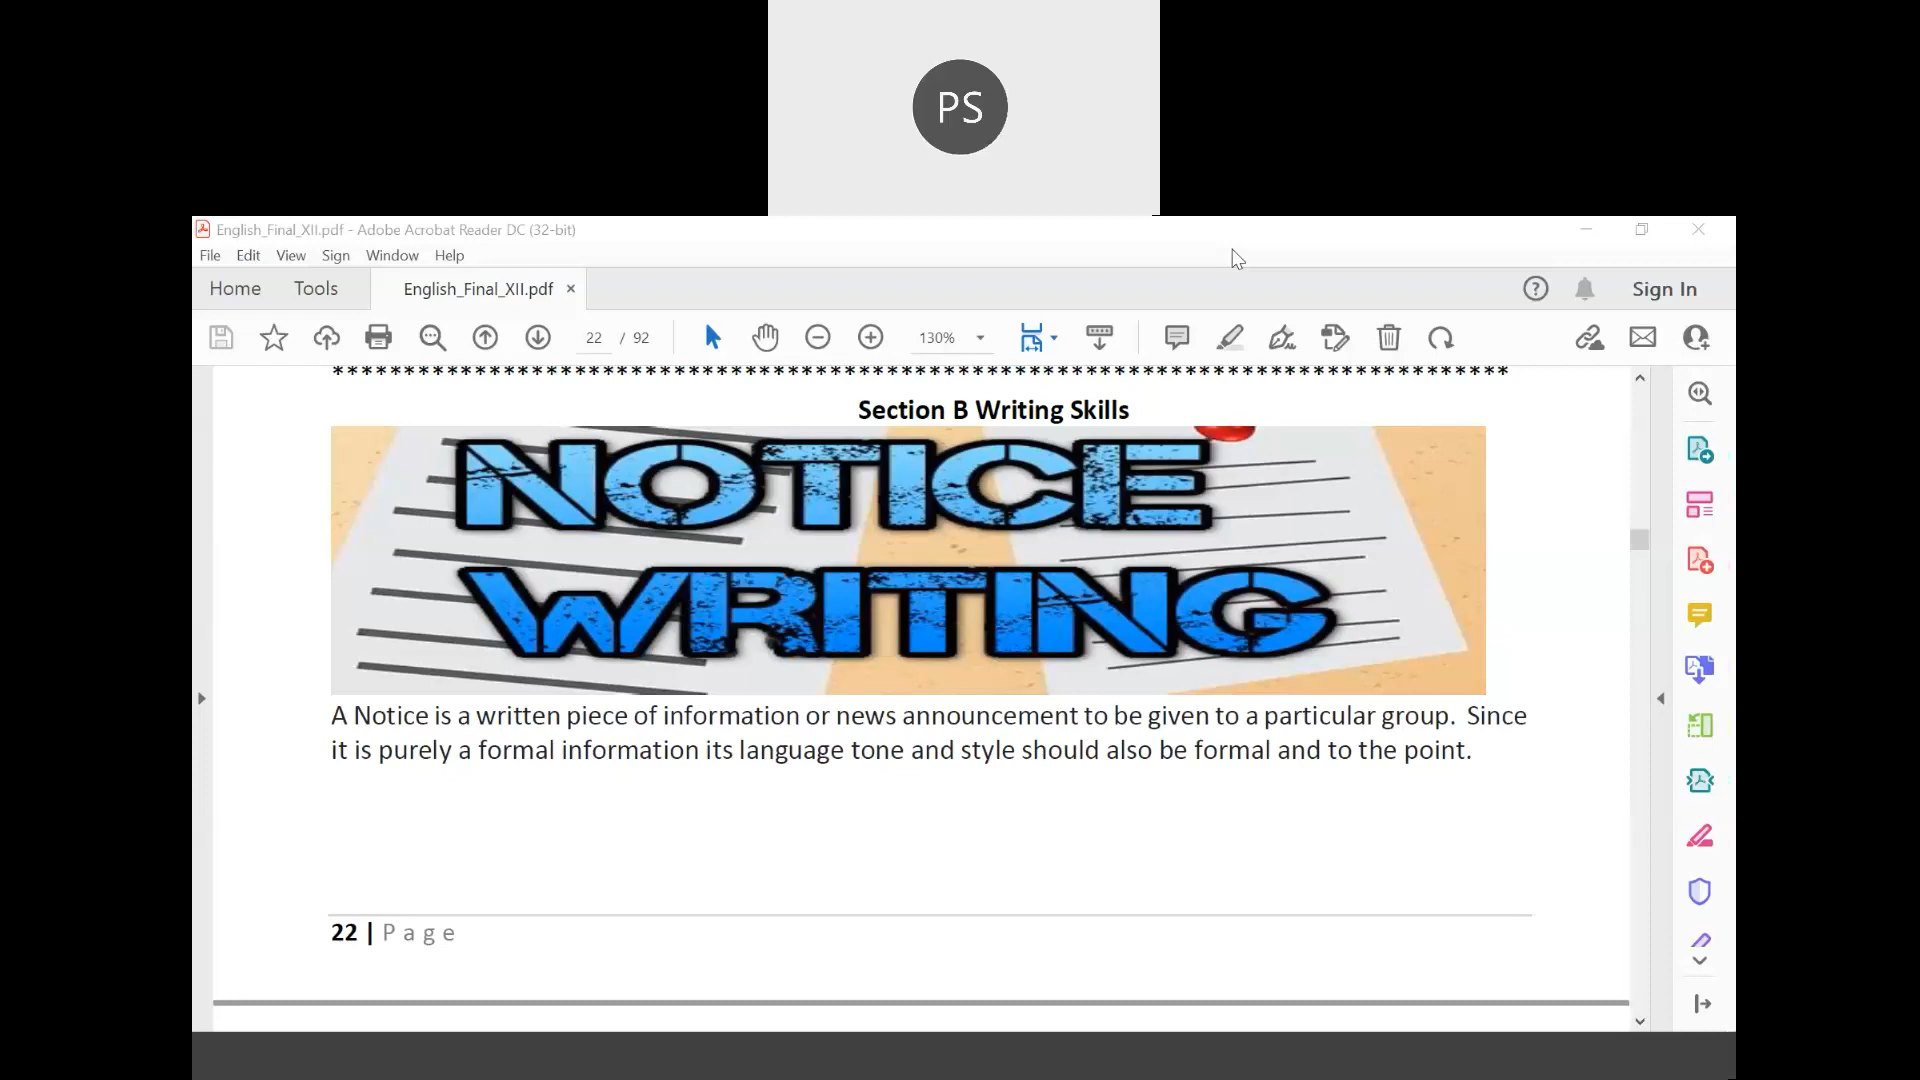 PS
English_Final_XII.pdf - Adobe Acrobat Reader DC (32-bit)
File Edit View Sign Window Help
Home Tools English_Final_XII.pdf × Sign In
22 / 92 130%
************************************************************************************
Section B Writing Skills
NOTICE
WRITING
A Notice is a written piece of information or news announcement to be given to a particular group. Since
it is purely a formal information its language tone and style should also be formal and to the point.
22 | Page